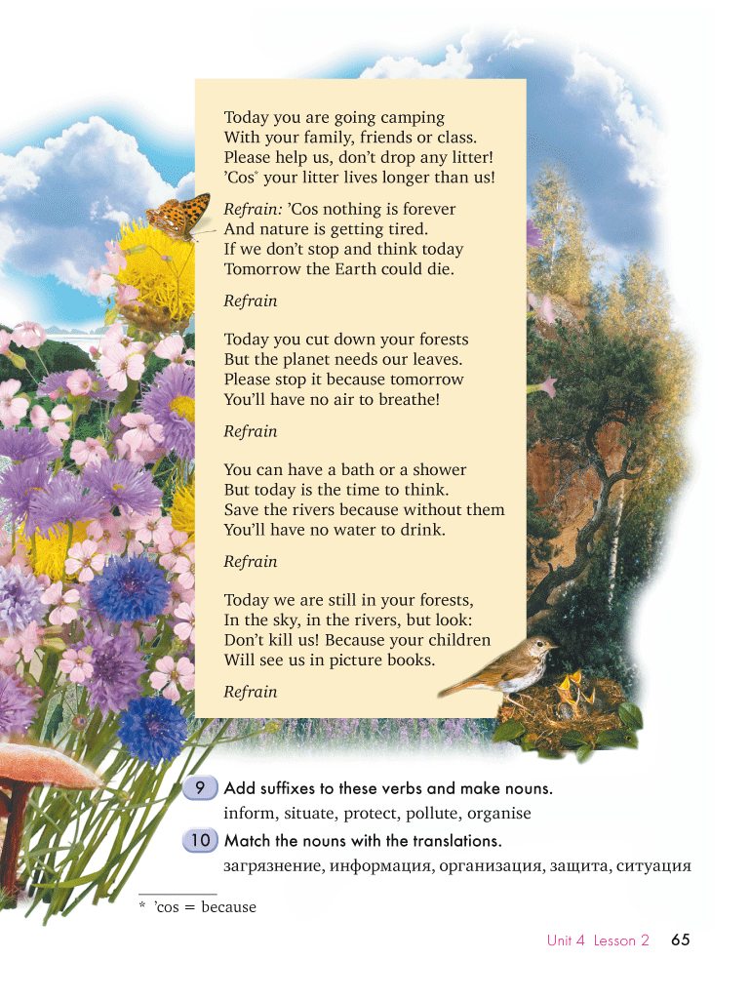 Today you are going camping
With your family, friends or class.
Please help us, don’t drop any litter!
’Cos* your litter lives longer than us!
Refrain: ’Cos nothing is forever
And nature is getting tired.
If we don’t stop and think today
Tomorrow the Earth could die.
Refrain
Today you cut down your forests
But the planet needs our leaves.
Please stop it because tomorrow
You’ll have no air to breathe!
Refrain
You can have a bath or a shower
But today is the time to think.
Save the rivers because without them
You’ll have no water to drink.
Refrain
Today we are still in your forests,
In the sky, in the rivers, but look:
Don’t kill us! Because your children
Will see us in picture books.
Refrain
9 Add suffixes to these verbs and make nouns.
inform, situate, protect, pollute, organise
10 Match the nouns with the translations.
загрязнение, информация, организация, защита, ситуация
* ’cos = because
Unit 4 Lesson 2 65